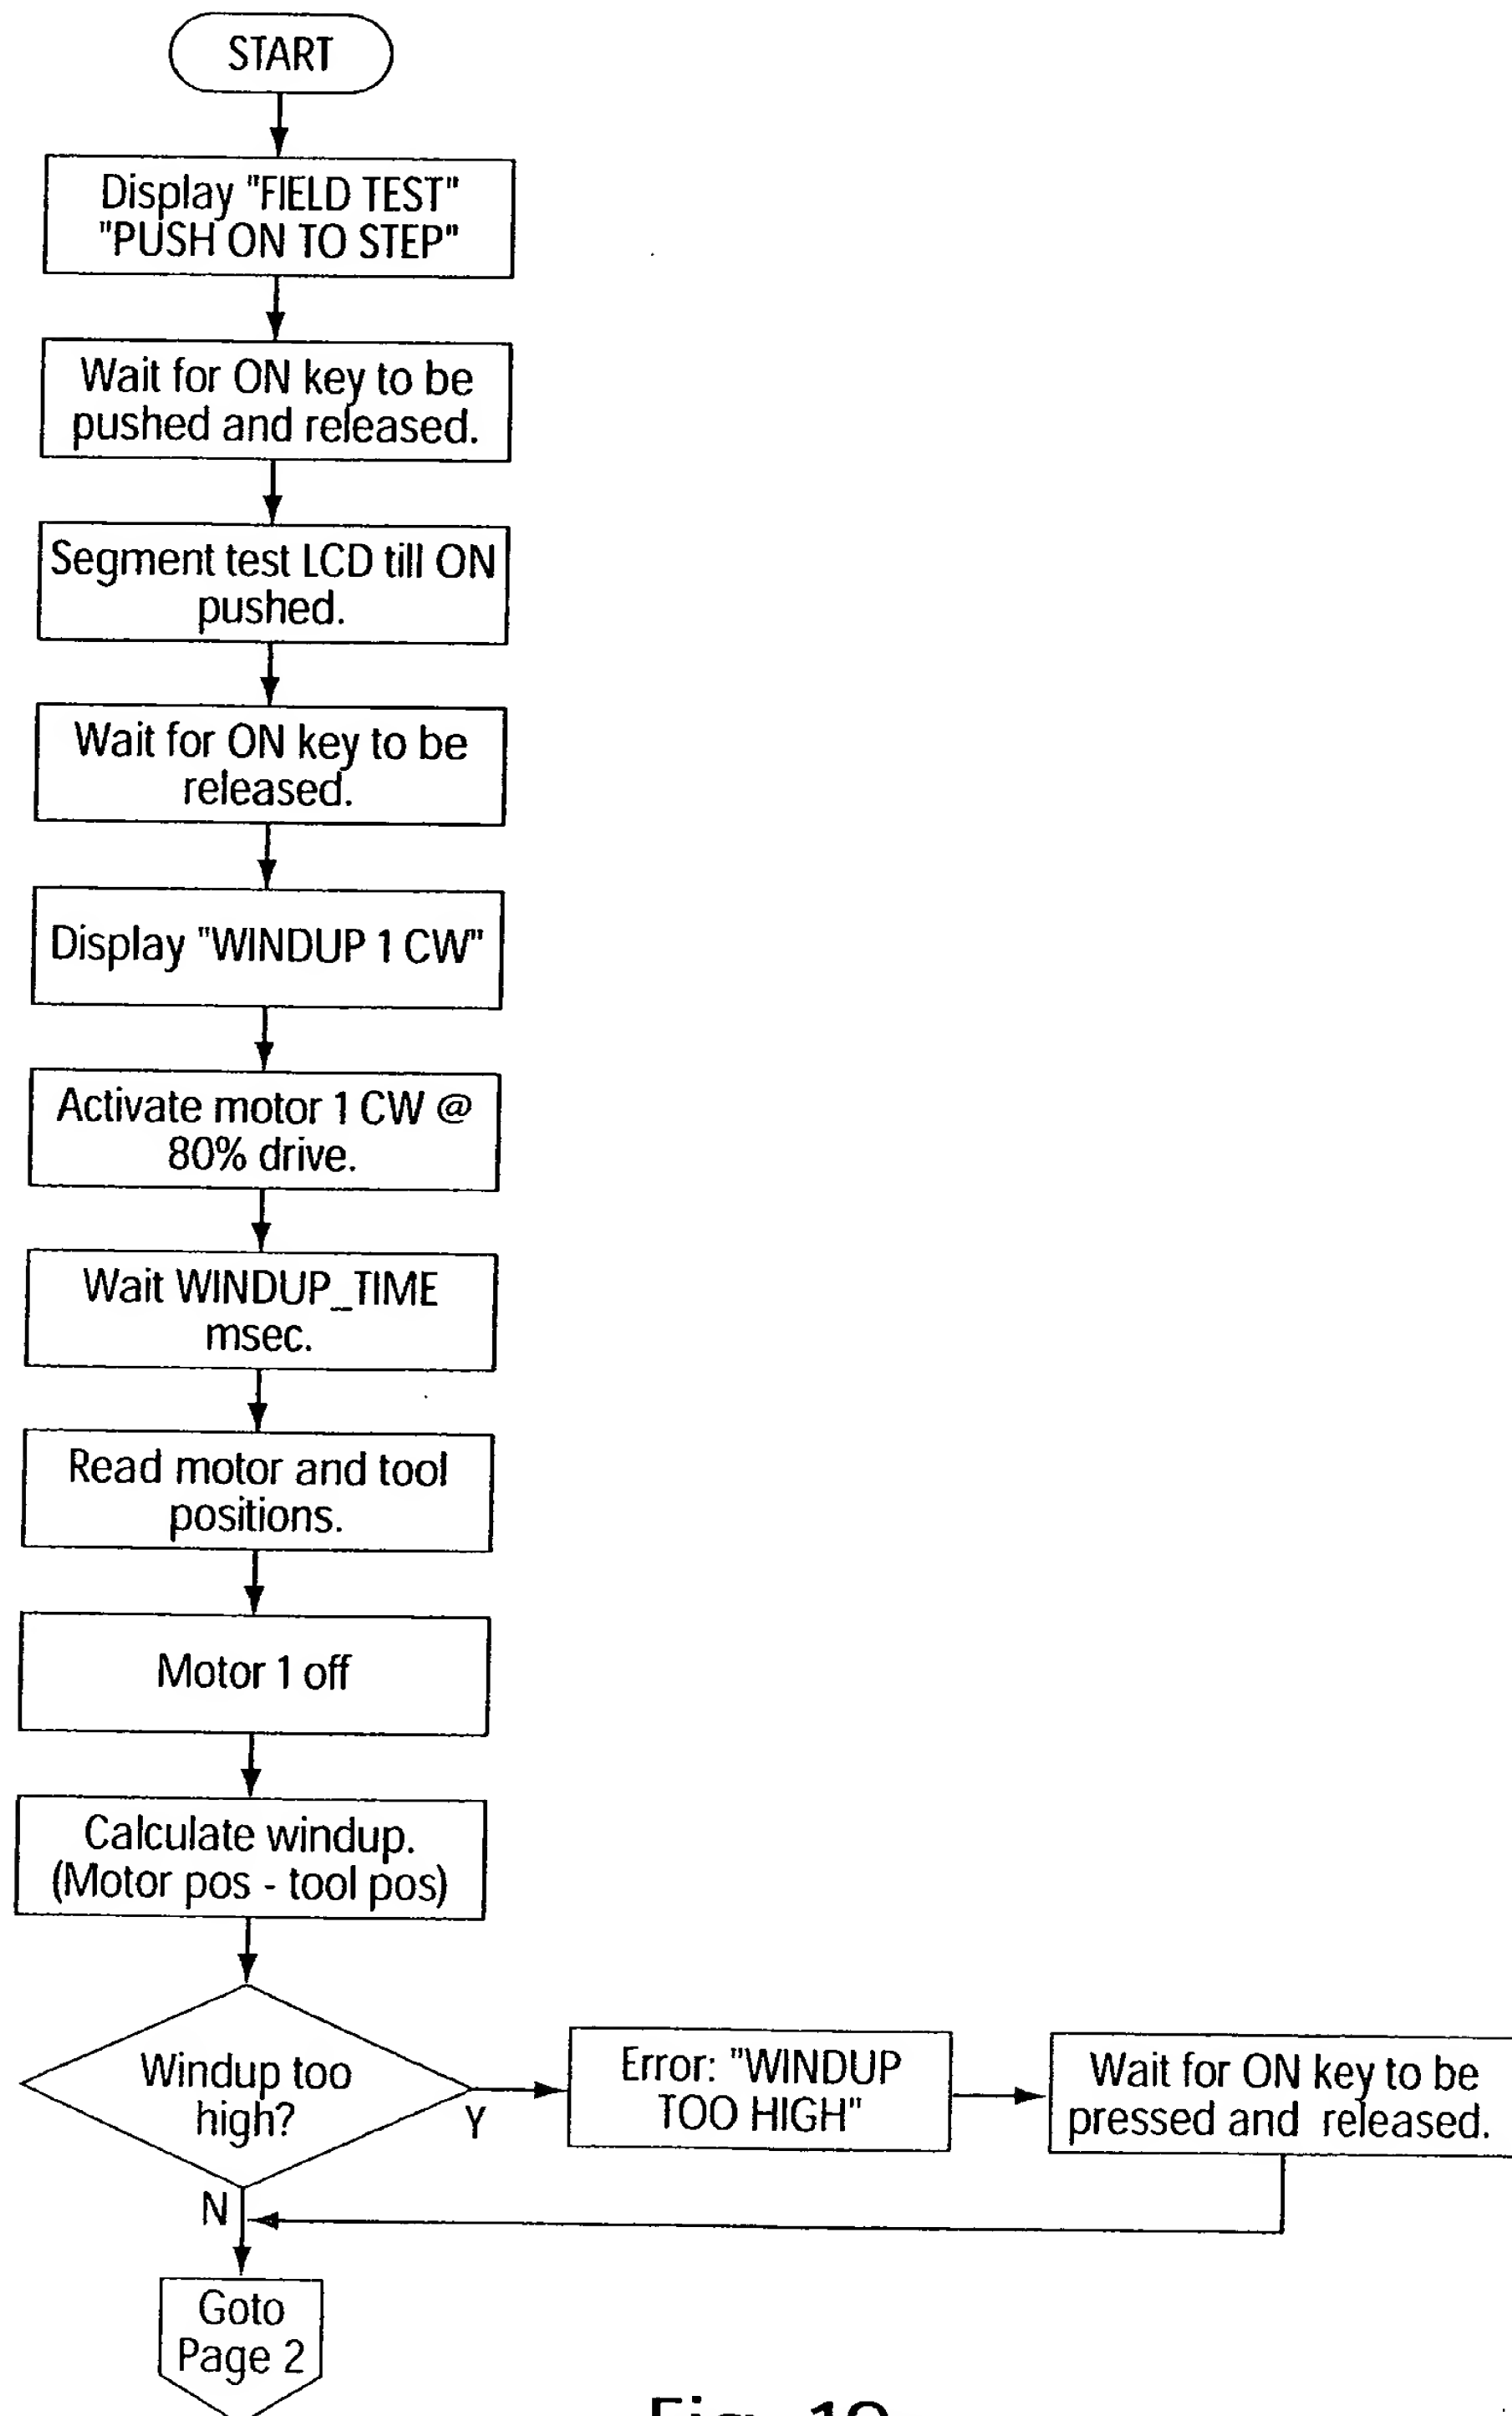 START
Display "FIELD TEST"
"PUSH ON TO STEP"
Wait for ON key to be
pushed and released.
Segment test LCD till ON
pushed.
Wait for ON key to be
released.
Display "WINDUP 1 CW"
Activate motor 1 CW @
80% drive.
Wait WINDUP_TIME
msec.
Read motor and tool
positions.
Motor 1 off
Calculate windup.
(Motor pos - tool pos)
Windup too
high?
Y
Error: "WINDUP
TOO HIGH"
Wait for ON key to be
pressed and released.
N
Goto
Page 2